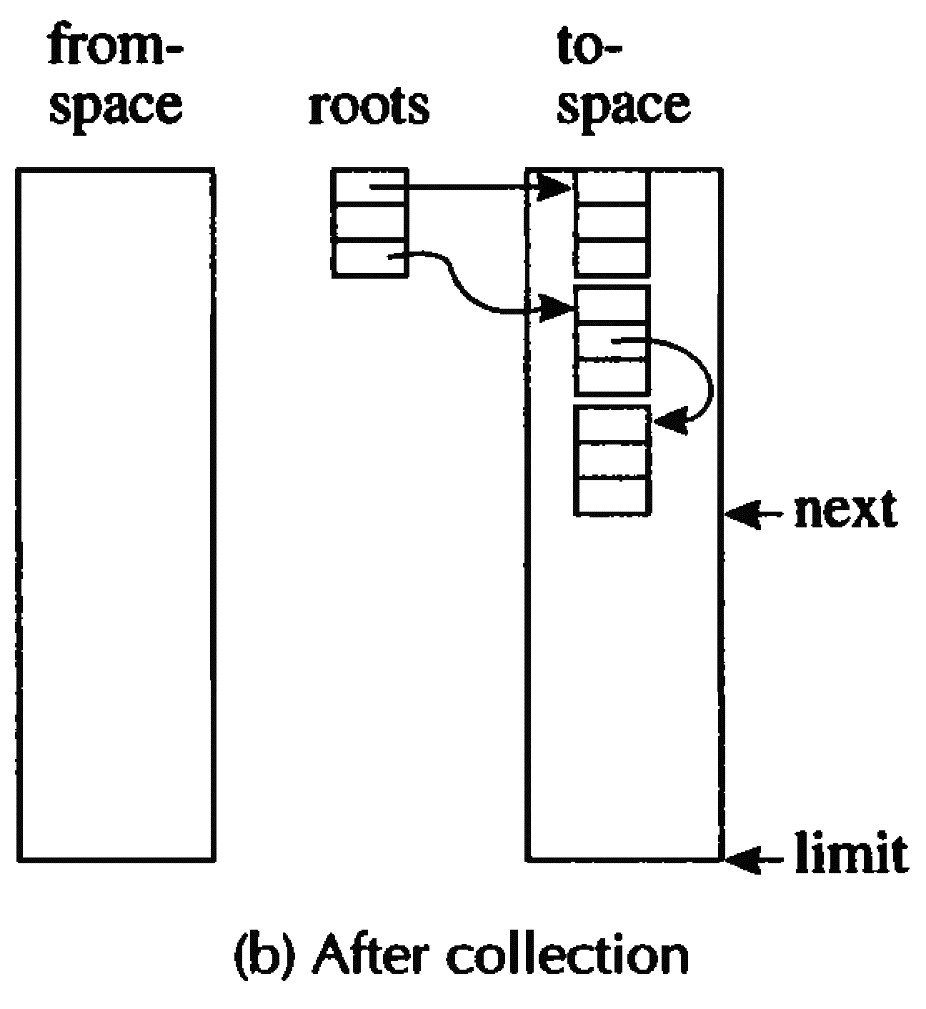 from-
space
roots
to-
space
next
limit
(b) After collection